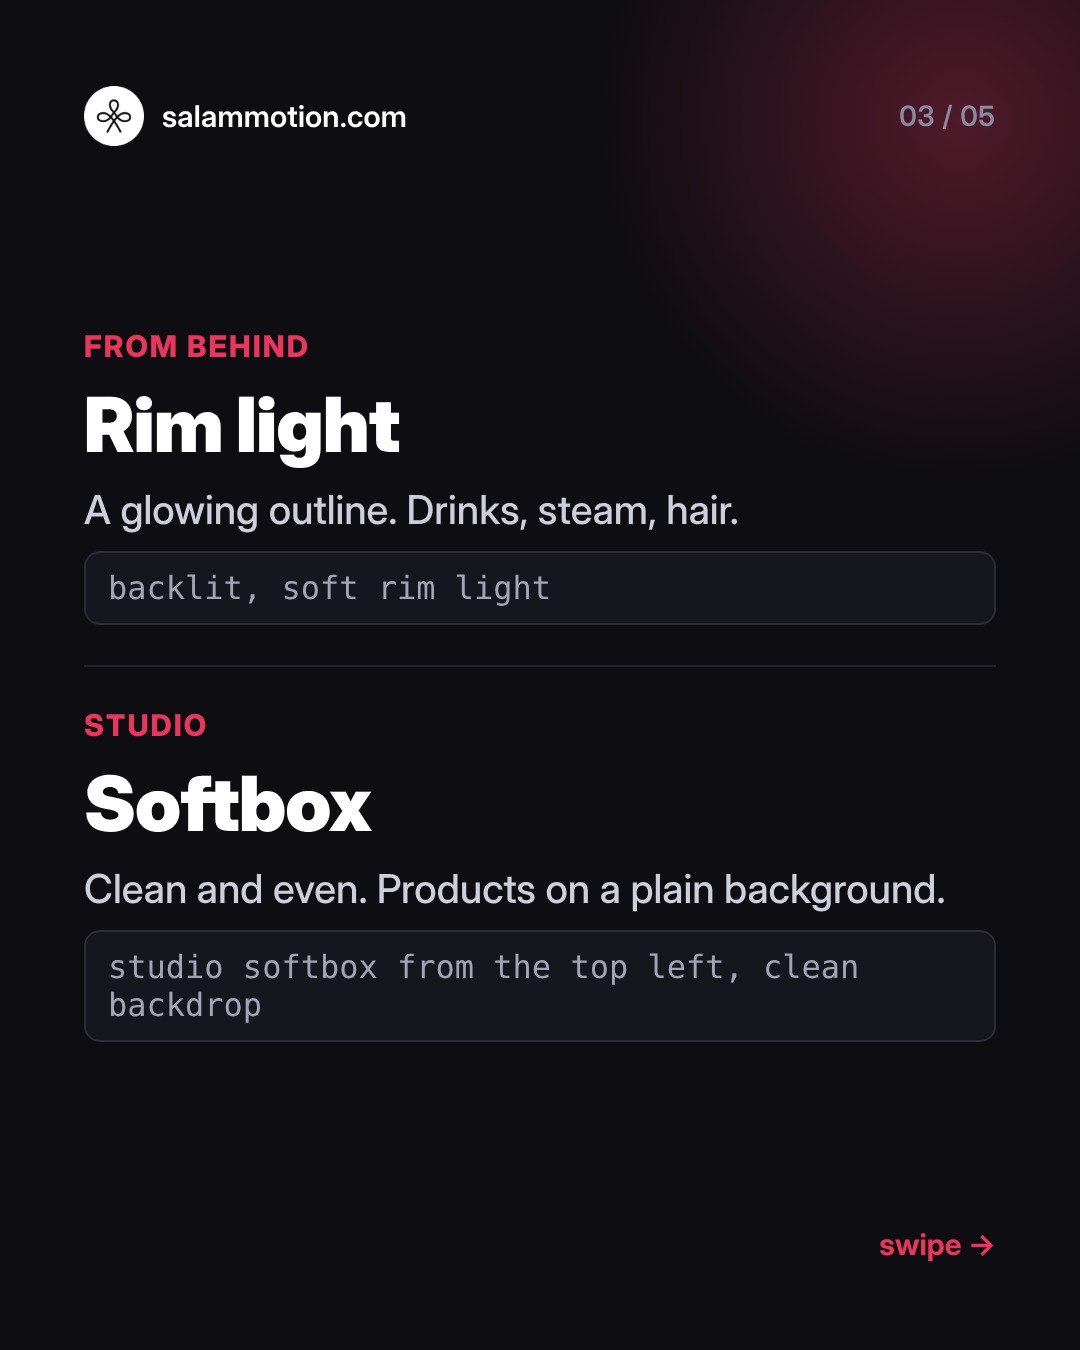 salammotion.com
03 / 05
FROM BEHIND
Rim light
A glowing outline. Drinks, steam, hair.
backlit, soft rim light
STUDIO
Softbox
Clean and even. Products on a plain background.
studio softbox from the top left, clean
backdrop
swipe →